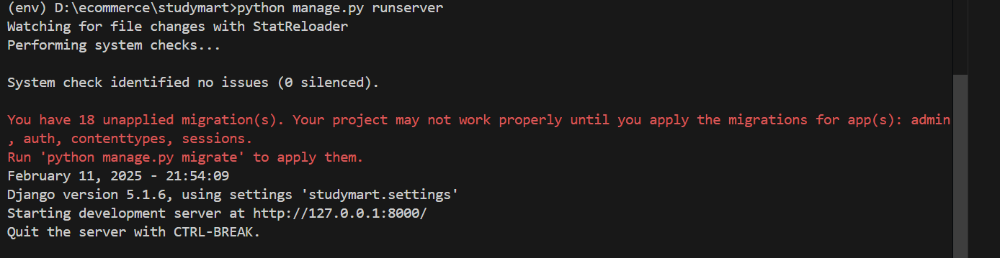 (env) D:\ecommerce\studymart>python manage.py runserver
Watching for file changes with StatReloader
Performing system checks...
System check identified no issues (0 silenced).
You have 18 unapplied migration(s). Your project may not work properly until you apply the migrations for app(s): admin
, auth, contenttypes, sessions.
Run 'python manage.py migrate' to apply them.
February 11, 2025 - 21:54:09
Django version 5.1.6, using settings 'studymart.settings'
Starting development server at http://127.0.0.1:8000/
Quit the server with CTRL-BREAK.